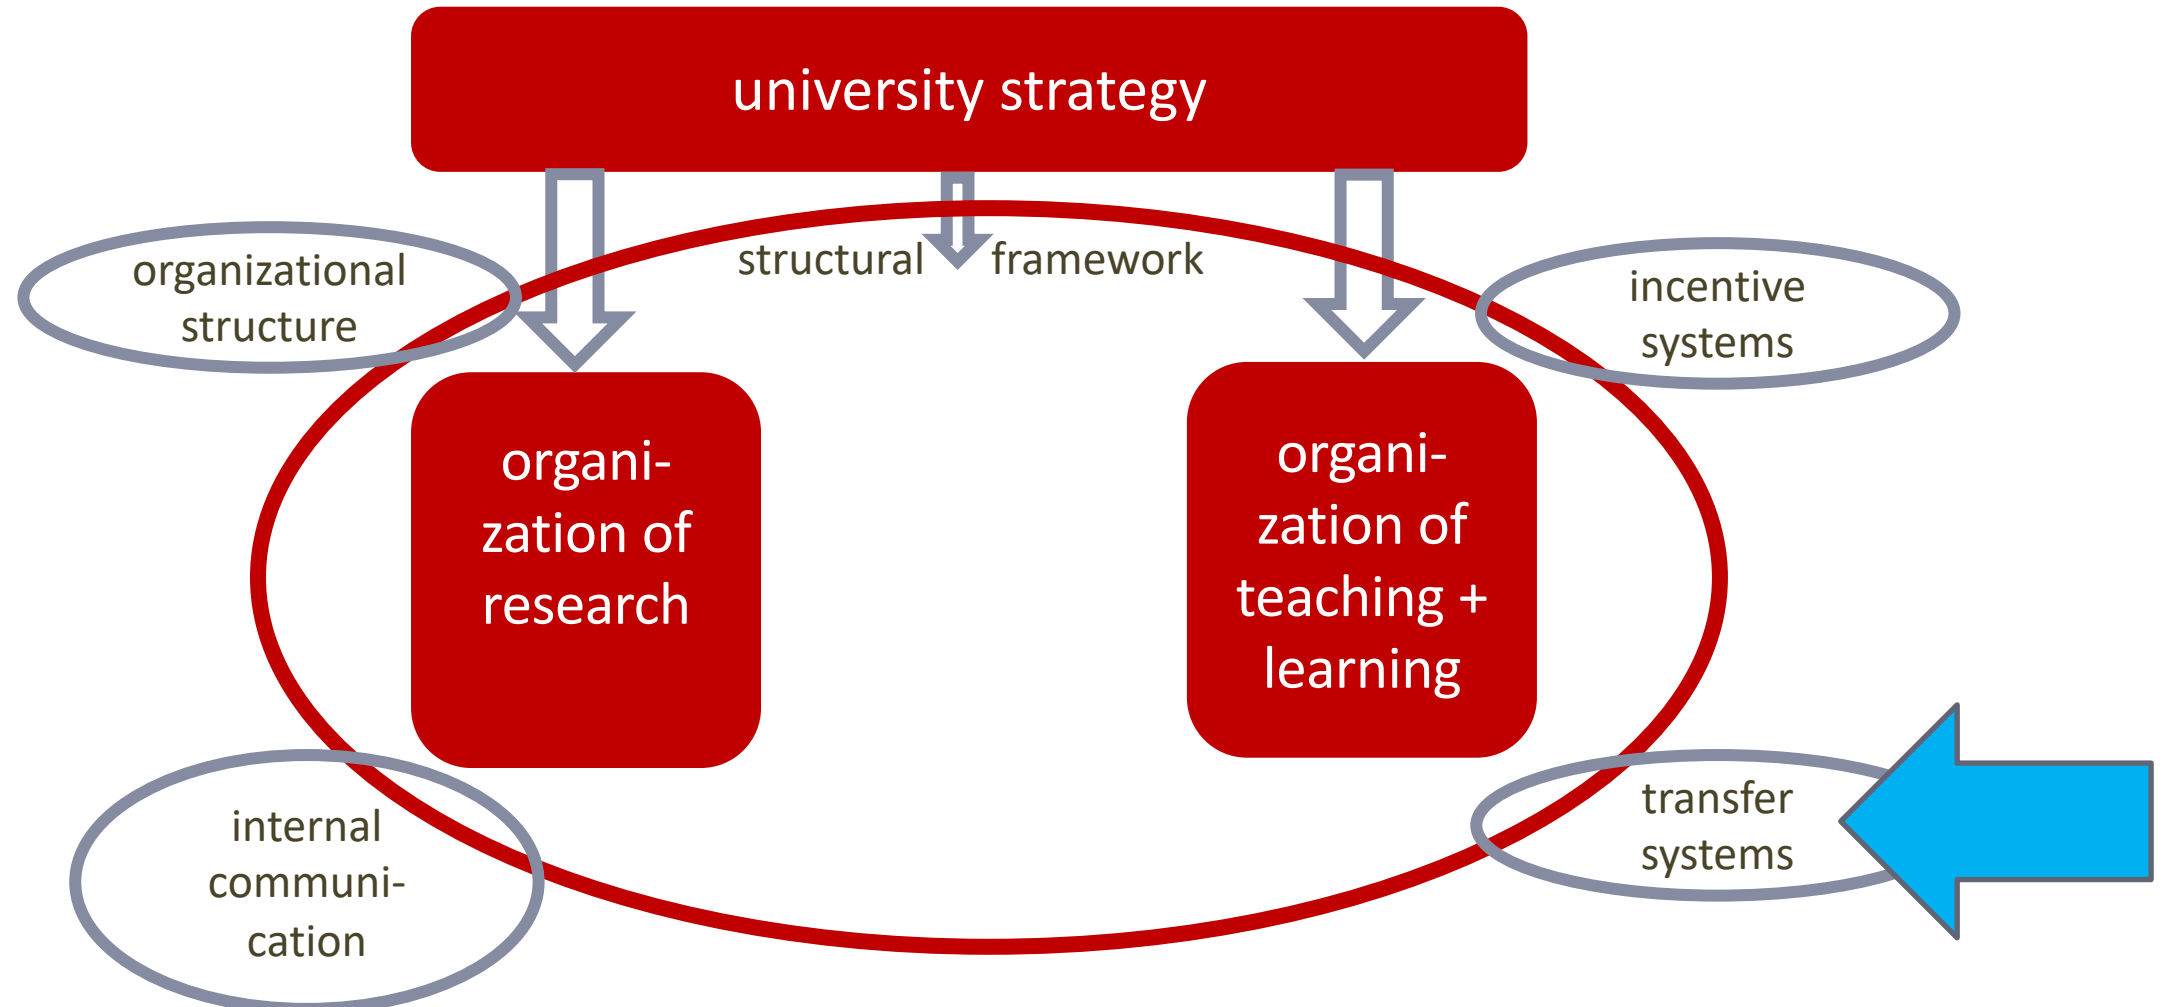 university strategy
structural framework
organizational
structure
incentive
systems
organi-
zation of
research
organi-
zation of
teaching +
learning
internal
communi-
cation
transfer
systems